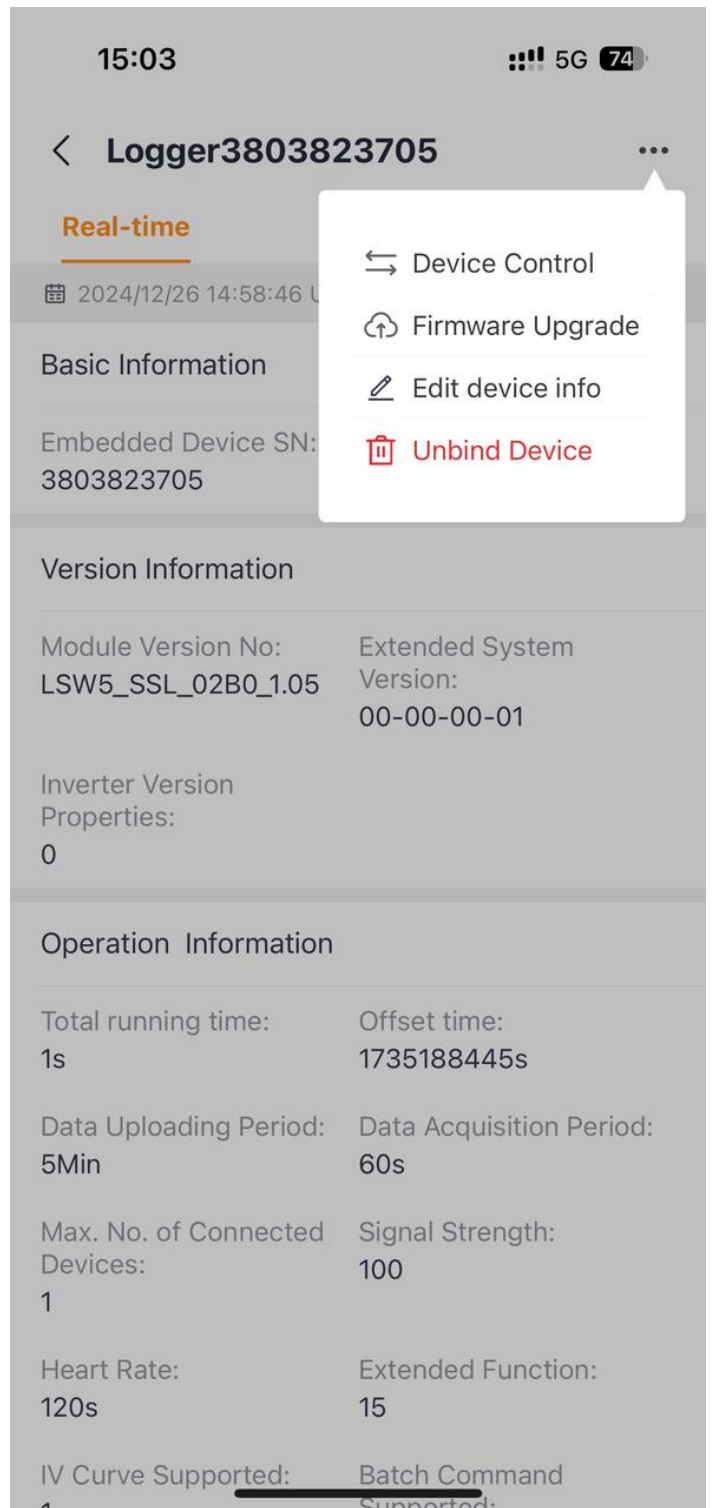 15:03
5G 74
Logger3803823705
Real-time
Device Control
2024/12/26 14:58:46
Firmware Upgrade
Basic Information
Edit device info
Embedded Device SN:
3803823705
Unbind Device
Version Information
Module Version No:
LSW5_SSL_02B0_1.05
Extended System
Version:
00-00-00-01
Inverter Version
Properties:
0
Operation Information
Total running time:
1s
Offset time:
1735188445s
Data Uploading Period:
5Min
Data Acquisition Period:
60s
Max. No. of Connected
Devices:
1
Signal Strength:
100
Heart Rate:
120s
Extended Function:
15
IV Curve Supported:
Batch Command
Supported: